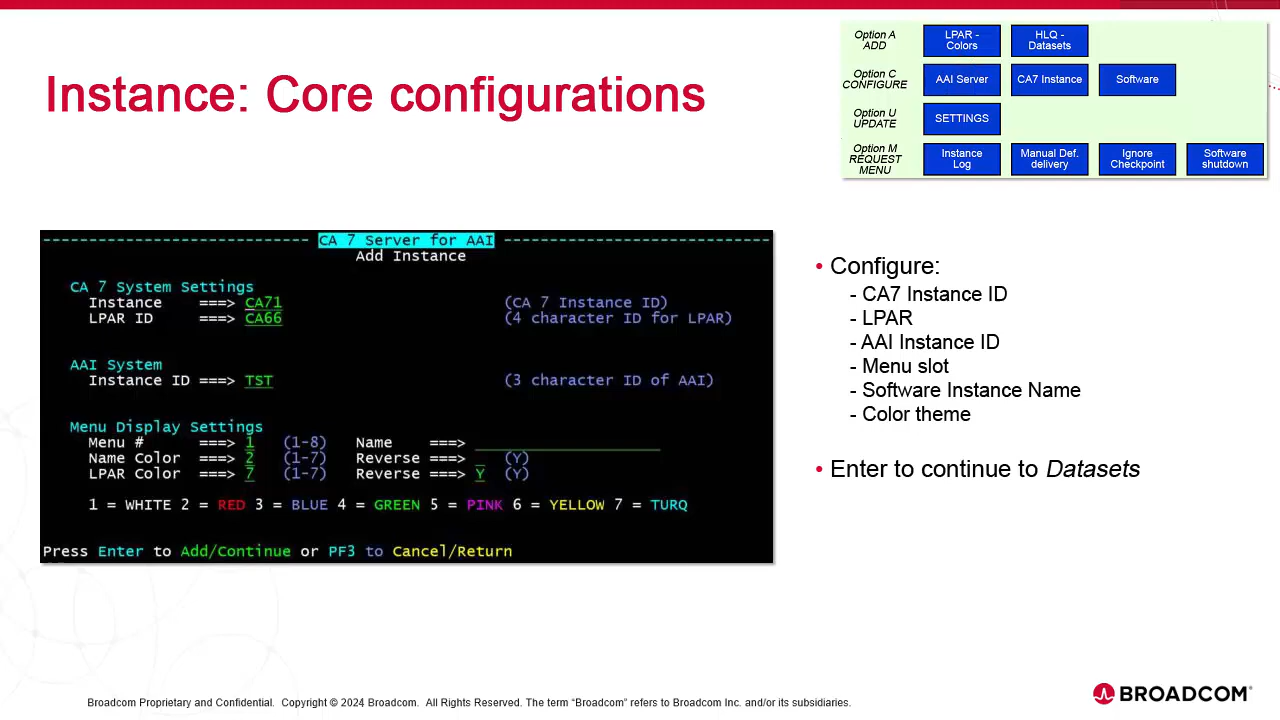 Instance: Core configurations
Option A
ADD
LPAR -
Colors
HLQ -
Datasets
Option C
CONFIGURE
AAI Server
CA7 Instance
Software
Option U
UPDATE
SETTINGS
Option M
REQUEST
MENU
Instance
Log
Manual Def.
delivery
Ignore
Checkpoint
Software
shutdown
------------------------------ CA 7 Server for AAI ------------------------------
Add Instance
CA 7 System Settings
Instance ===> CA71 (CA 7 Instance ID)
LPAR ID ===> CA66 (4 character ID for LPAR)
AAI System
Instance ID ===> TST (3 character ID of AAI)
Menu Display Settings
Menu # ===> 1 (1-8) Name ===> ____________________
Name Color ===> 2 (1-7) Reverse ===> _ (Y)
LPAR Color ===> 7 (1-7) Reverse ===> Y (Y)
1 = WHITE 2 = RED 3 = BLUE 4 = GREEN 5 = PINK 6 = YELLOW 7 = TURQ
Press Enter to Add/Continue or PF3 to Cancel/Return
• Configure:
- CA7 Instance ID
- LPAR
- AAI Instance ID
- Menu slot
- Software Instance Name
- Color theme
• Enter to continue to Datasets
Broadcom Proprietary and Confidential. Copyright © 2024 Broadcom. All Rights Reserved. The term “Broadcom” refers to Broadcom Inc. and/or its subsidiaries.
BROADCOM®